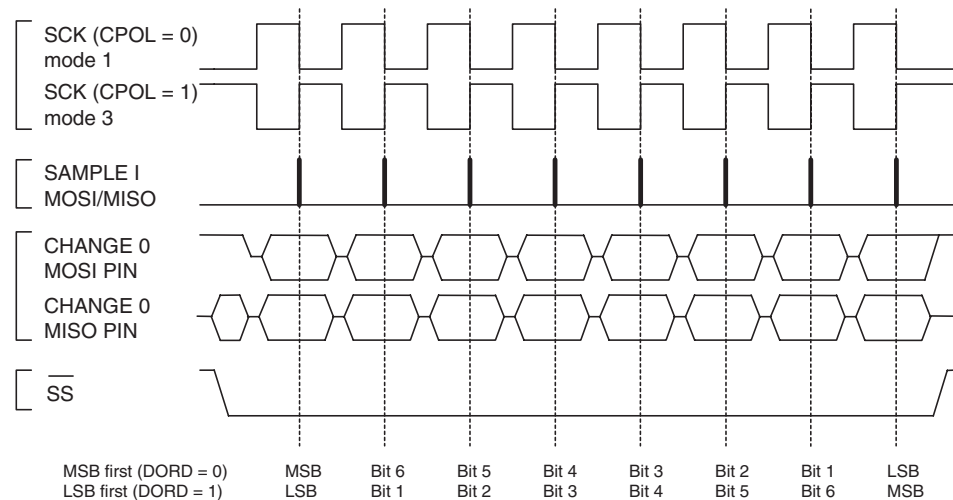 SCK (CPOL = 0)
mode 1
SCK (CPOL = 1)
mode 3
SAMPLE I
MOSI/MISO
CHANGE 0
MOSI PIN
CHANGE 0
MISO PIN
SS
MSB first (DORD = 0) MSB Bit 6 Bit 5 Bit 4 Bit 3 Bit 2 Bit 1 LSB
LSB first (DORD = 1) LSB Bit 1 Bit 2 Bit 3 Bit 4 Bit 5 Bit 6 MSB